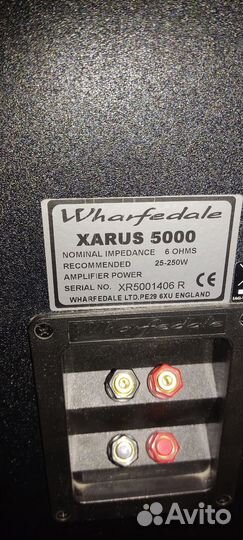 Wharfedale
XARUS 5000
NOMINAL IMPEDANCE 6 OHMS
RECOMMENDED 25-250W
AMPLIFIER POWER
SERIAL NO. XR5001406 R
WHARFEDALE LTD.PE29 6XU ENGLAND
CE
Wharfedale
Avito